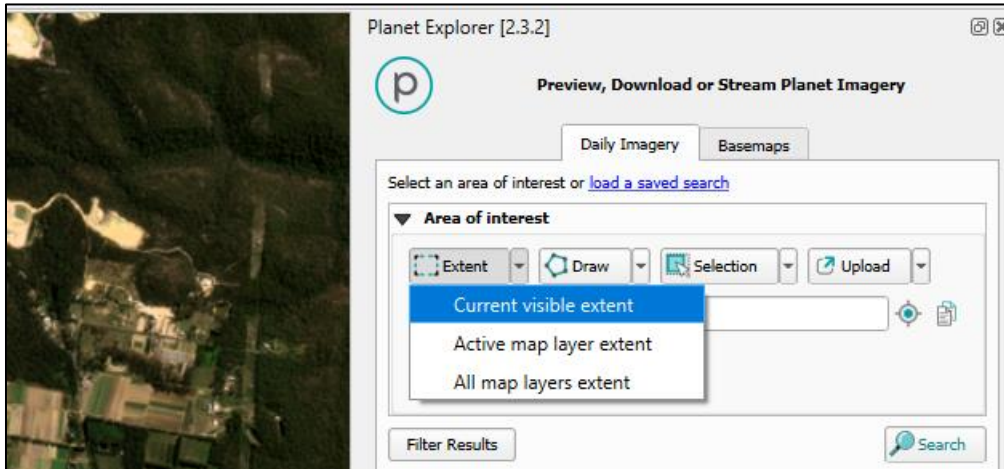 Planet Explorer [2.3.2]
p
Preview, Download or Stream Planet Imagery
Daily Imagery Basemaps
Select an area of interest or load a saved search
Area of interest
Extent Draw Selection Upload
Current visible extent
Active map layer extent
All map layers extent
Filter Results Search